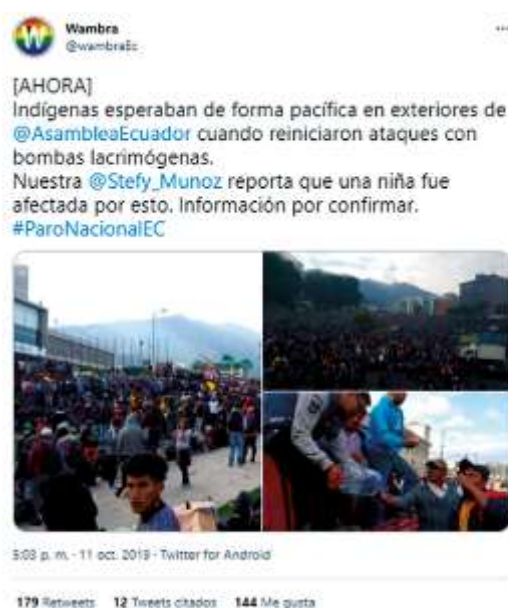 Wambra
@wambraEc
[AHORA]
Indígenas esperaban de forma pacífica en exteriores de
@AsambleaEcuador cuando reiniciaron ataques con
bombas lacrimógenas.
Nuestra @Stefy_Munoz reporta que una niña fue
afectada por esto. Información por confirmar.
#ParoNacionalEC
5:03 p. m. · 11 oct. 2019 · Twitter for Android
179 Retweets 12 Tweets citados 144 Me gusta